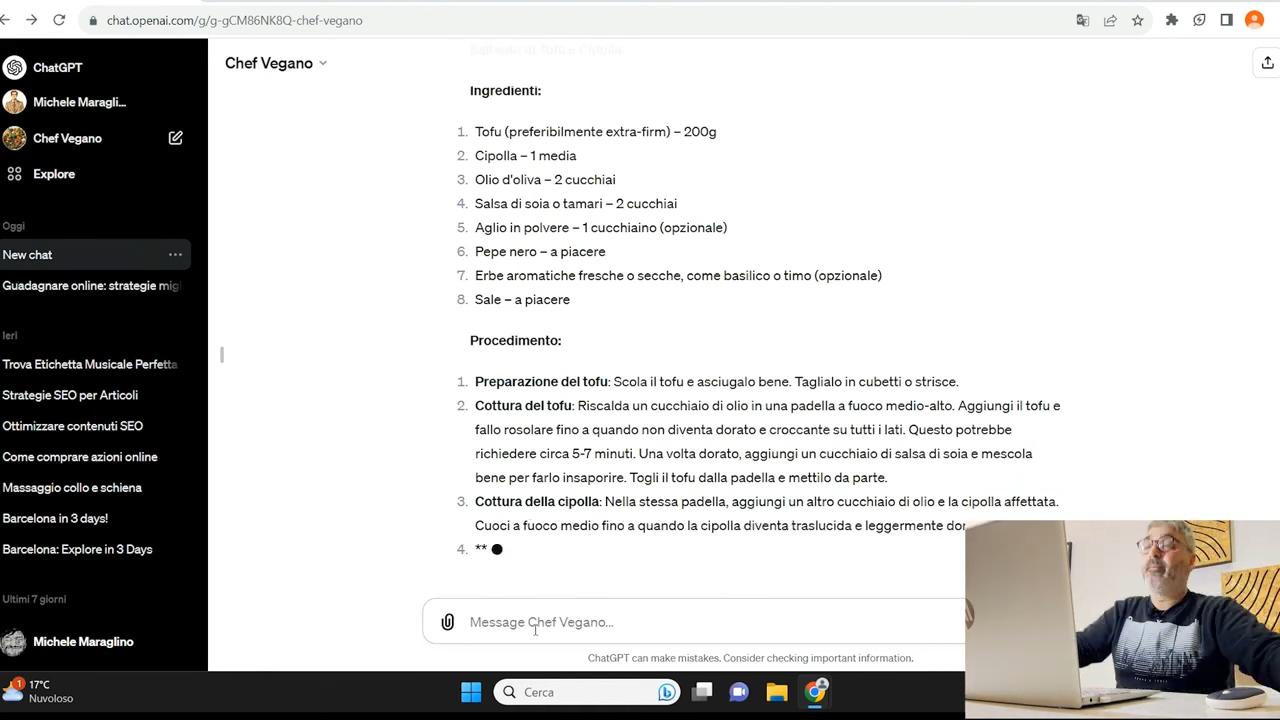 chat.openai.com/g/g-gCM86NK8Q-chef-vegano
ChatGPT
Michele Maragli...
Chef Vegano
Explore
Oggi
New chat
Guadagnare online: strategie mig
Ieri
Trova Etichetta Musicale Perfetta
Strategie SEO per Articoli
Ottimizzare contenuti SEO
Come comprare azioni online
Massaggio collo e schiena
Barcelona in 3 days!
Barcelona: Explore in 3 Days
Ultimi 7 giorni
Michele Maraglino
Chef Vegano
Saltato di Tofu e Cipolla
Ingredienti:
1. Tofu (preferibilmente extra-firm) – 200g
2. Cipolla – 1 media
3. Olio d'oliva – 2 cucchiai
4. Salsa di soia o tamari – 2 cucchiai
5. Aglio in polvere – 1 cucchiaino (opzionale)
6. Pepe nero – a piacere
7. Erbe aromatiche fresche o secche, come basilico o timo (opzionale)
8. Sale – a piacere
Procedimento:
1. Preparazione del tofu: Scola il tofu e asciugalo bene. Taglialo in cubetti o strisce.
2. Cottura del tofu: Riscalda un cucchiaio di olio in una padella a fuoco medio-alto. Aggiungi il tofu e
fallo rosolare fino a quando non diventa dorato e croccante su tutti i lati. Questo potrebbe
richiedere circa 5-7 minuti. Una volta dorato, aggiungi un cucchiaio di salsa di soia e mescola
bene per farlo insaporire. Togli il tofu dalla padella e mettilo da parte.
3. Cottura della cipolla: Nella stessa padella, aggiungi un altro cucchiaio di olio e la cipolla affettata.
Cuoci a fuoco medio fino a quando la cipolla diventa traslucida e leggermente dor
4. **
Message Chef Vegano...
ChatGPT can make mistakes. Consider checking important information.
1
17°C
Nuvoloso
Cerca